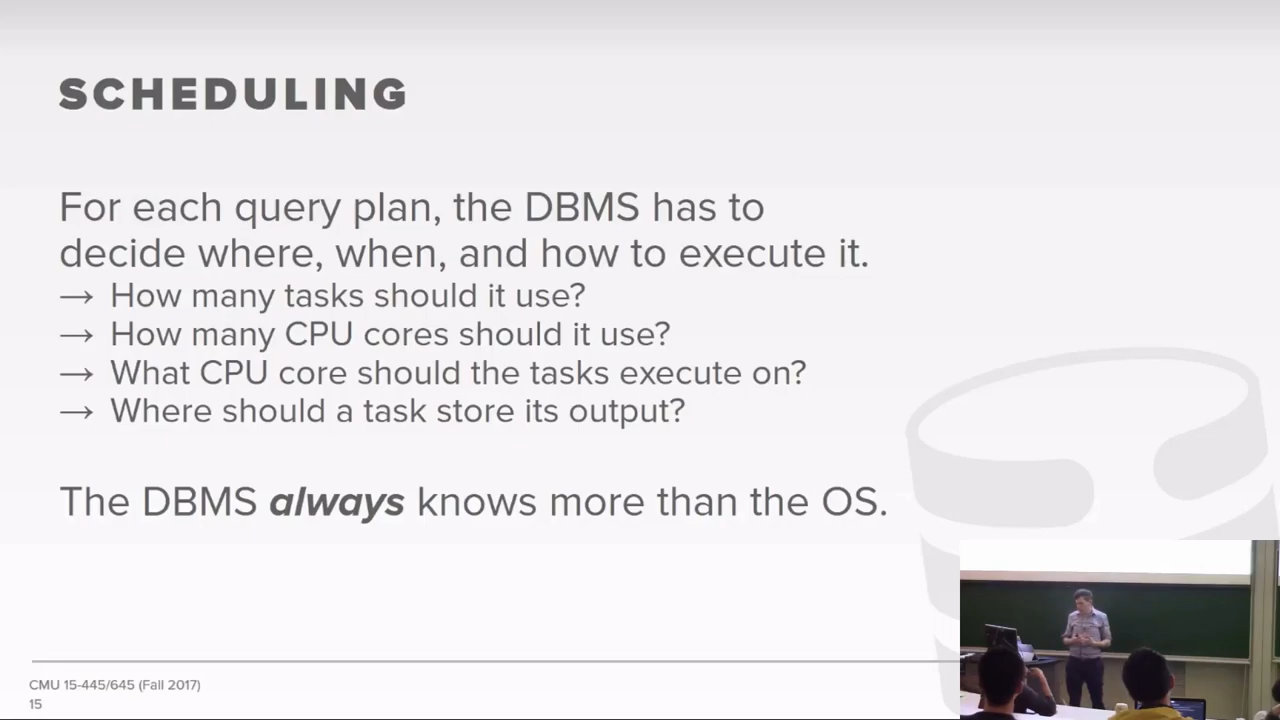 SCHEDULING
For each query plan, the DBMS has to
decide where, when, and how to execute it.
→ How many tasks should it use?
→ How many CPU cores should it use?
→ What CPU core should the tasks execute on?
→ Where should a task store its output?
The DBMS always knows more than the OS.
CMU 15-445/645 (Fall 2017)
15